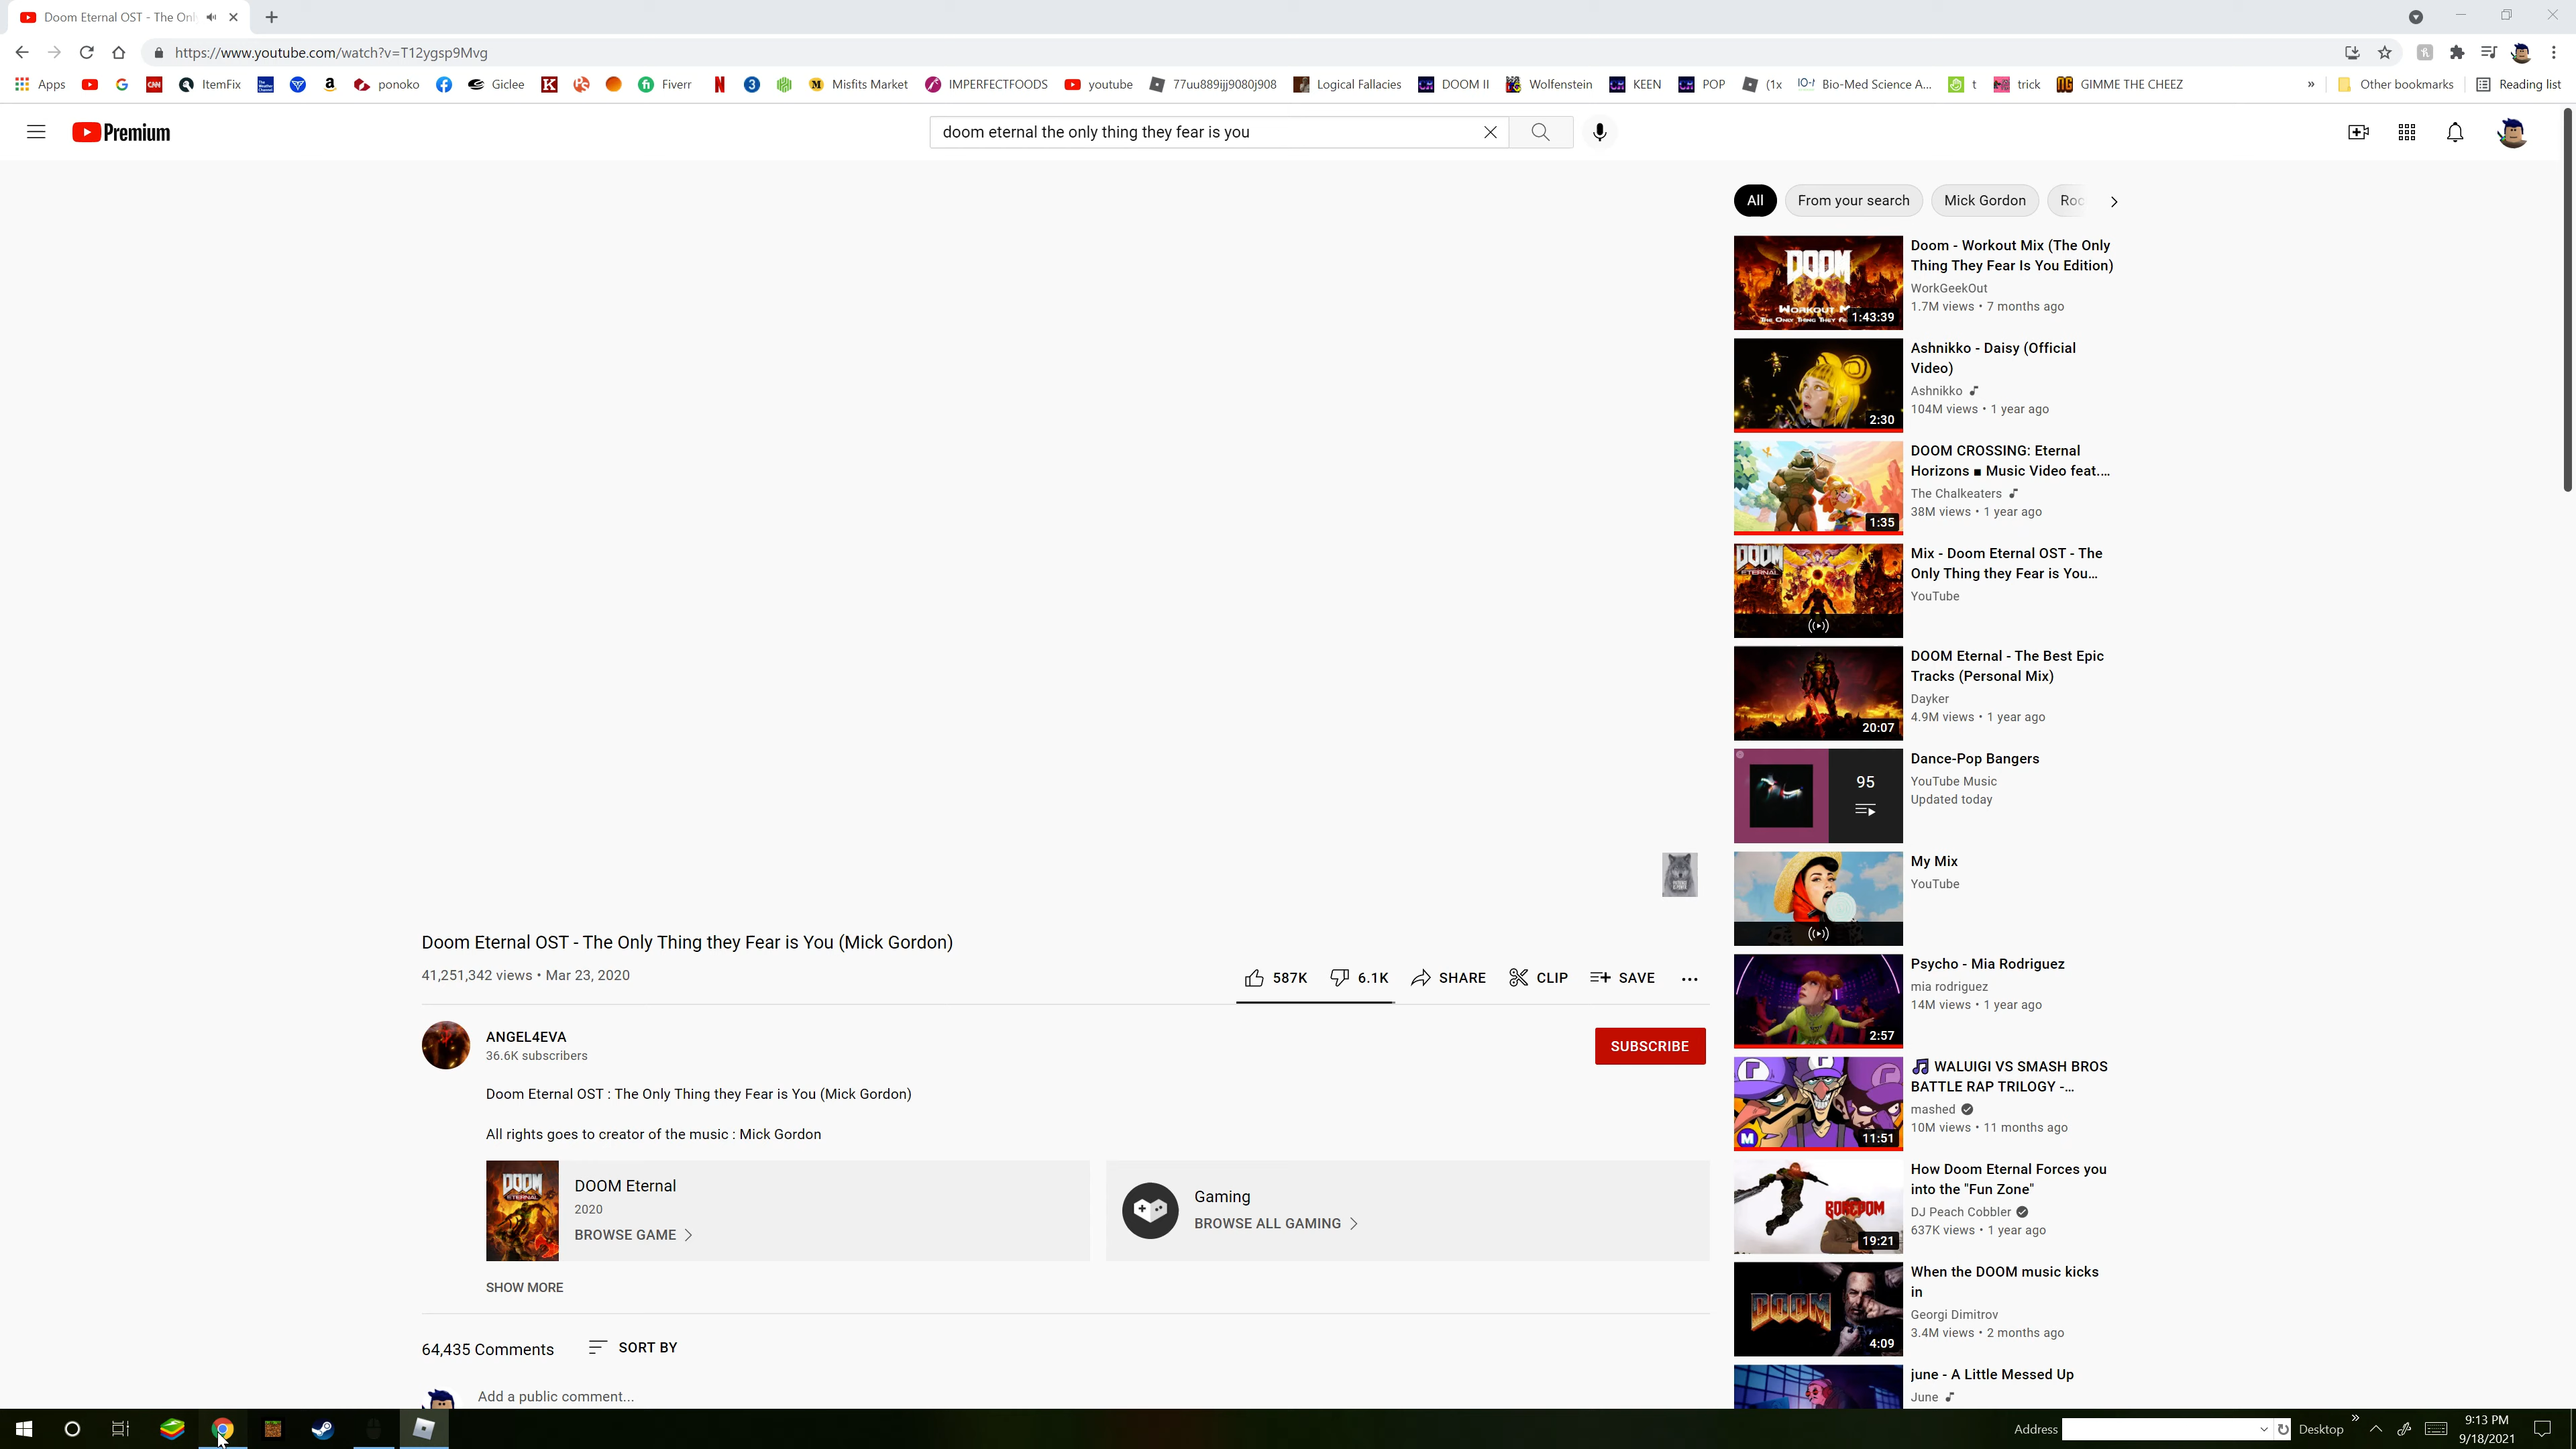 Doom Eternal OST - The Onl
https://www.youtube.com/watch?v=T12ygsp9Mvg
Apps
CNN
ItemFix
ponoko
Giclee
Fiverr
Misfits Market
IMPERFECTFOODS
youtube
77uu889ijj9080j908
Logical Fallacies
DOOM II
Wolfenstein
KEEN
POP
(1x
Bio-Med Science A...
t
trick
GIMME THE CHEEZ
Other bookmarks
Reading list
Premium
doom eternal the only thing they fear is you
All
From your search
Mick Gordon
Doom - Workout Mix (The Only
Thing They Fear Is You Edition)
WorkGeekOut
1.7M views • 7 months ago
DOOM
1:43:39
Ashnikko - Daisy (Official
Video)
Ashnikko
104M views • 1 year ago
2:30
DOOM CROSSING: Eternal
Horizons ■ Music Video feat....
The Chalkeaters
38M views • 1 year ago
1:35
Mix - Doom Eternal OST - The
Only Thing they Fear is You...
YouTube
DOOM
ETERNAL
DOOM Eternal - The Best Epic
Tracks (Personal Mix)
Dayker
4.9M views • 1 year ago
20:07
Dance-Pop Bangers
YouTube Music
Updated today
95
My Mix
YouTube
Psycho - Mia Rodriguez
mia rodriguez
14M views • 1 year ago
2:57
🎵 WALUIGI VS SMASH BROS
BATTLE RAP TRILOGY -...
mashed
10M views • 11 months ago
M
11:51
How Doom Eternal Forces you
into the "Fun Zone"
DJ Peach Cobbler
637K views • 1 year ago
19:21
When the DOOM music kicks
in
Georgi Dimitrov
3.4M views • 2 months ago
DOOM
4:09
june - A Little Messed Up
June
Doom Eternal OST - The Only Thing they Fear is You (Mick Gordon)
41,251,342 views • Mar 23, 2020
587K
6.1K
SHARE
CLIP
SAVE
ANGEL4EVA
36.6K subscribers
SUBSCRIBE
Doom Eternal OST : The Only Thing they Fear is You (Mick Gordon)
All rights goes to creator of the music : Mick Gordon
DOOM
ETERNAL
DOOM Eternal
2020
BROWSE GAME
Gaming
BROWSE ALL GAMING
SHOW MORE
64,435 Comments
SORT BY
Add a public comment...
Address
Desktop
9:13 PM
9/18/2021